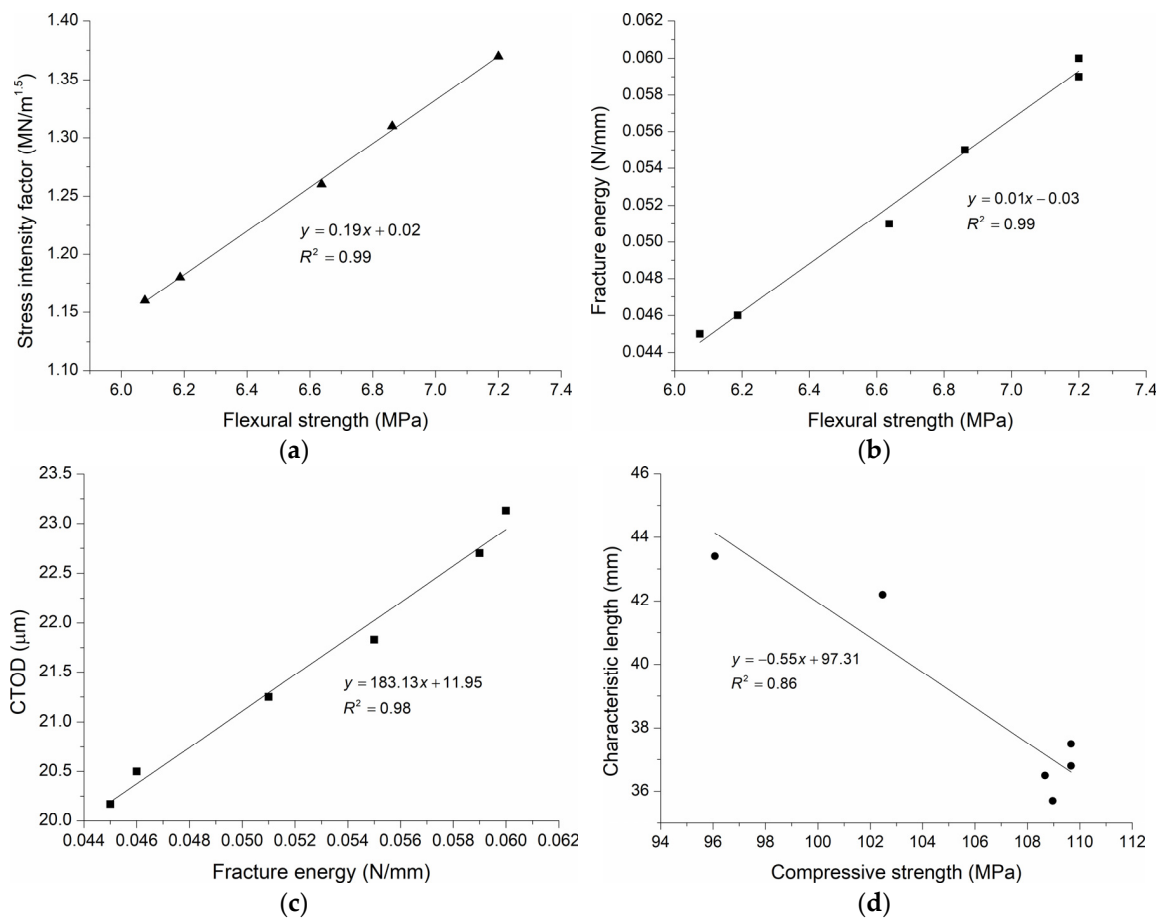 1.40
1.35
1.30
1.25
1.20
1.15
1.10
Stress intensity factor (MN/m^1.5)
y = 0.19x + 0.02
R² = 0.99
6.0 6.2 6.4 6.6 6.8 7.0 7.2 7.4
Flexural strength (MPa)
(a)
0.062
0.060
0.058
0.056
0.054
0.052
0.050
0.048
0.046
0.044
Fracture energy (N/mm)
y = 0.01x − 0.03
R² = 0.99
6.0 6.2 6.4 6.6 6.8 7.0 7.2 7.4
Flexural strength (MPa)
(b)
23.5
23.0
22.5
22.0
21.5
21.0
20.5
20.0
CTOD (μm)
y = 183.13x + 11.95
R² = 0.98
0.044 0.046 0.048 0.050 0.052 0.054 0.056 0.058 0.060 0.062
Fracture energy (N/mm)
(c)
46
44
42
40
38
36
Characteristic length (mm)
y = −0.55x + 97.31
R² = 0.86
94 96 98 100 102 104 106 108 110 112
Compressive strength (MPa)
(d)